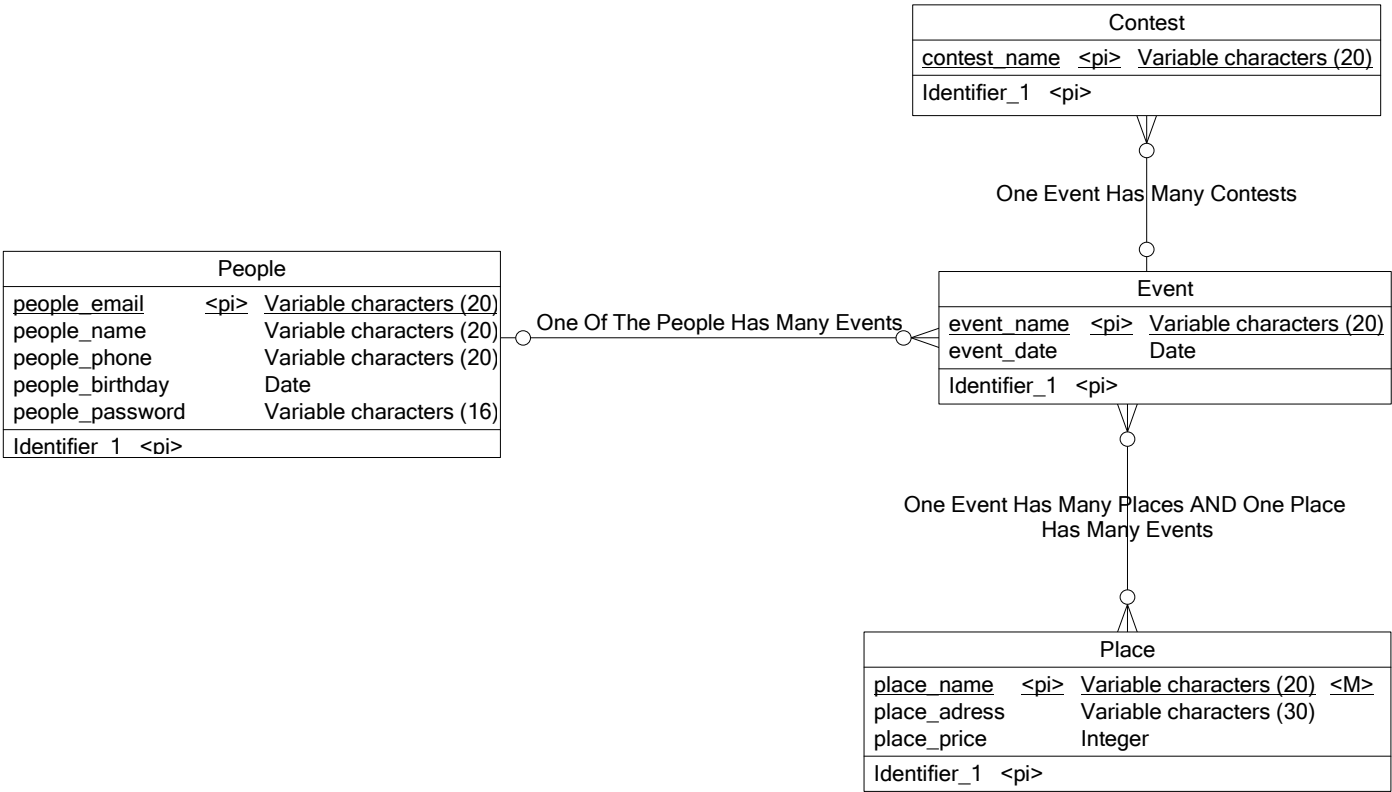 Contest
contest_name <pi> Variable characters (20)
Identifier_1 <pi>
One Event Has Many Contests
People
people_email <pi> Variable characters (20)
people_name Variable characters (20)
people_phone Variable characters (20)
people_birthday Date
people_password Variable characters (16)
Identifier_1 <pi>
One Of The People Has Many Events
Event
event_name <pi> Variable characters (20)
event_date Date
Identifier_1 <pi>
One Event Has Many Places AND One Place
Has Many Events
Place
place_name <pi> Variable characters (20) <M>
place_adress Variable characters (30)
place_price Integer
Identifier_1 <pi>